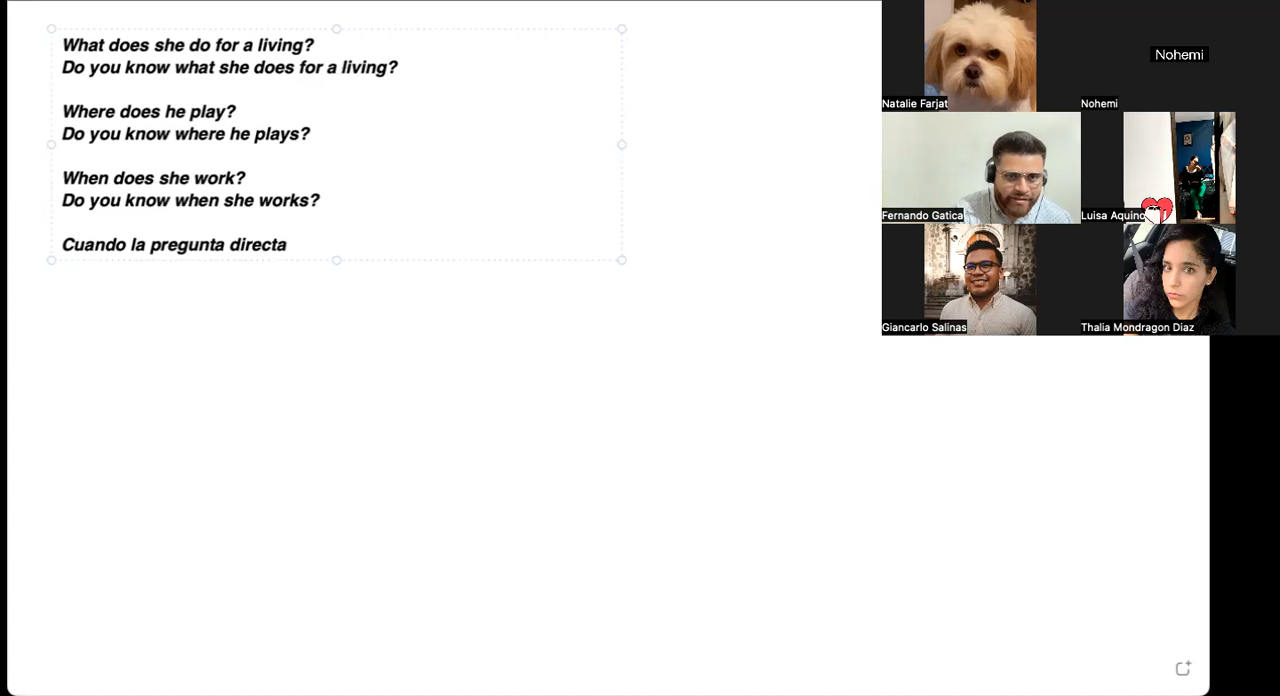 What does she do for a living?
Do you know what she does for a living?
Where does he play?
Do you know where he plays?
When does she work?
Do you know when she works?
Cuando la pregunta directa
Natalie Farjat
Nohemi
Nohemi
Fernando Gatica
Luisa Aquino
Giancarlo Salinas
Thalia Mondragon Diaz